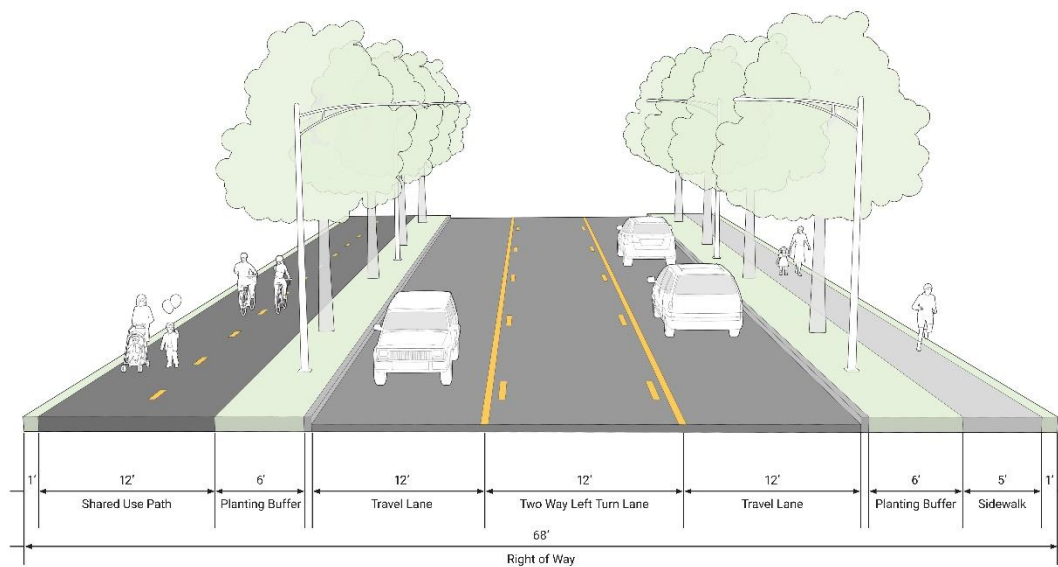 1’ 12’ 6’ 12’ 12’ 12’ 6’ 5’ 1’
Shared Use Path Planting Buffer Travel Lane Two Way Left Turn Lane Travel Lane Planting Buffer Sidewalk
68’
Right of Way